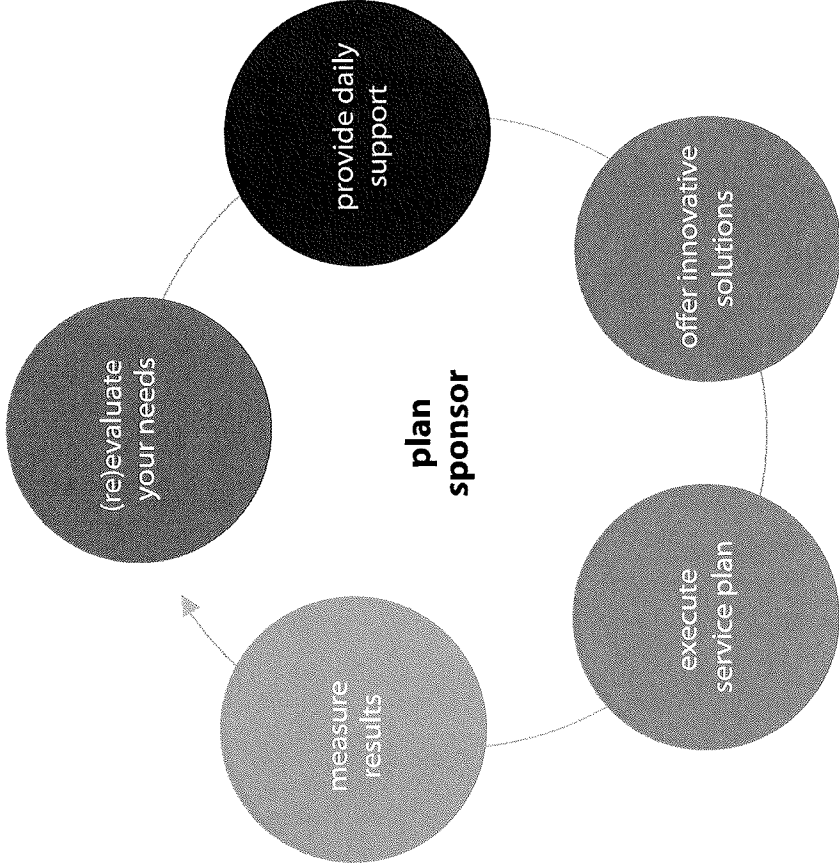 (re)evaluate
your needs
provide daily
support
offer innovative
solutions
execute
service plan
measure
results
plan
sponsor